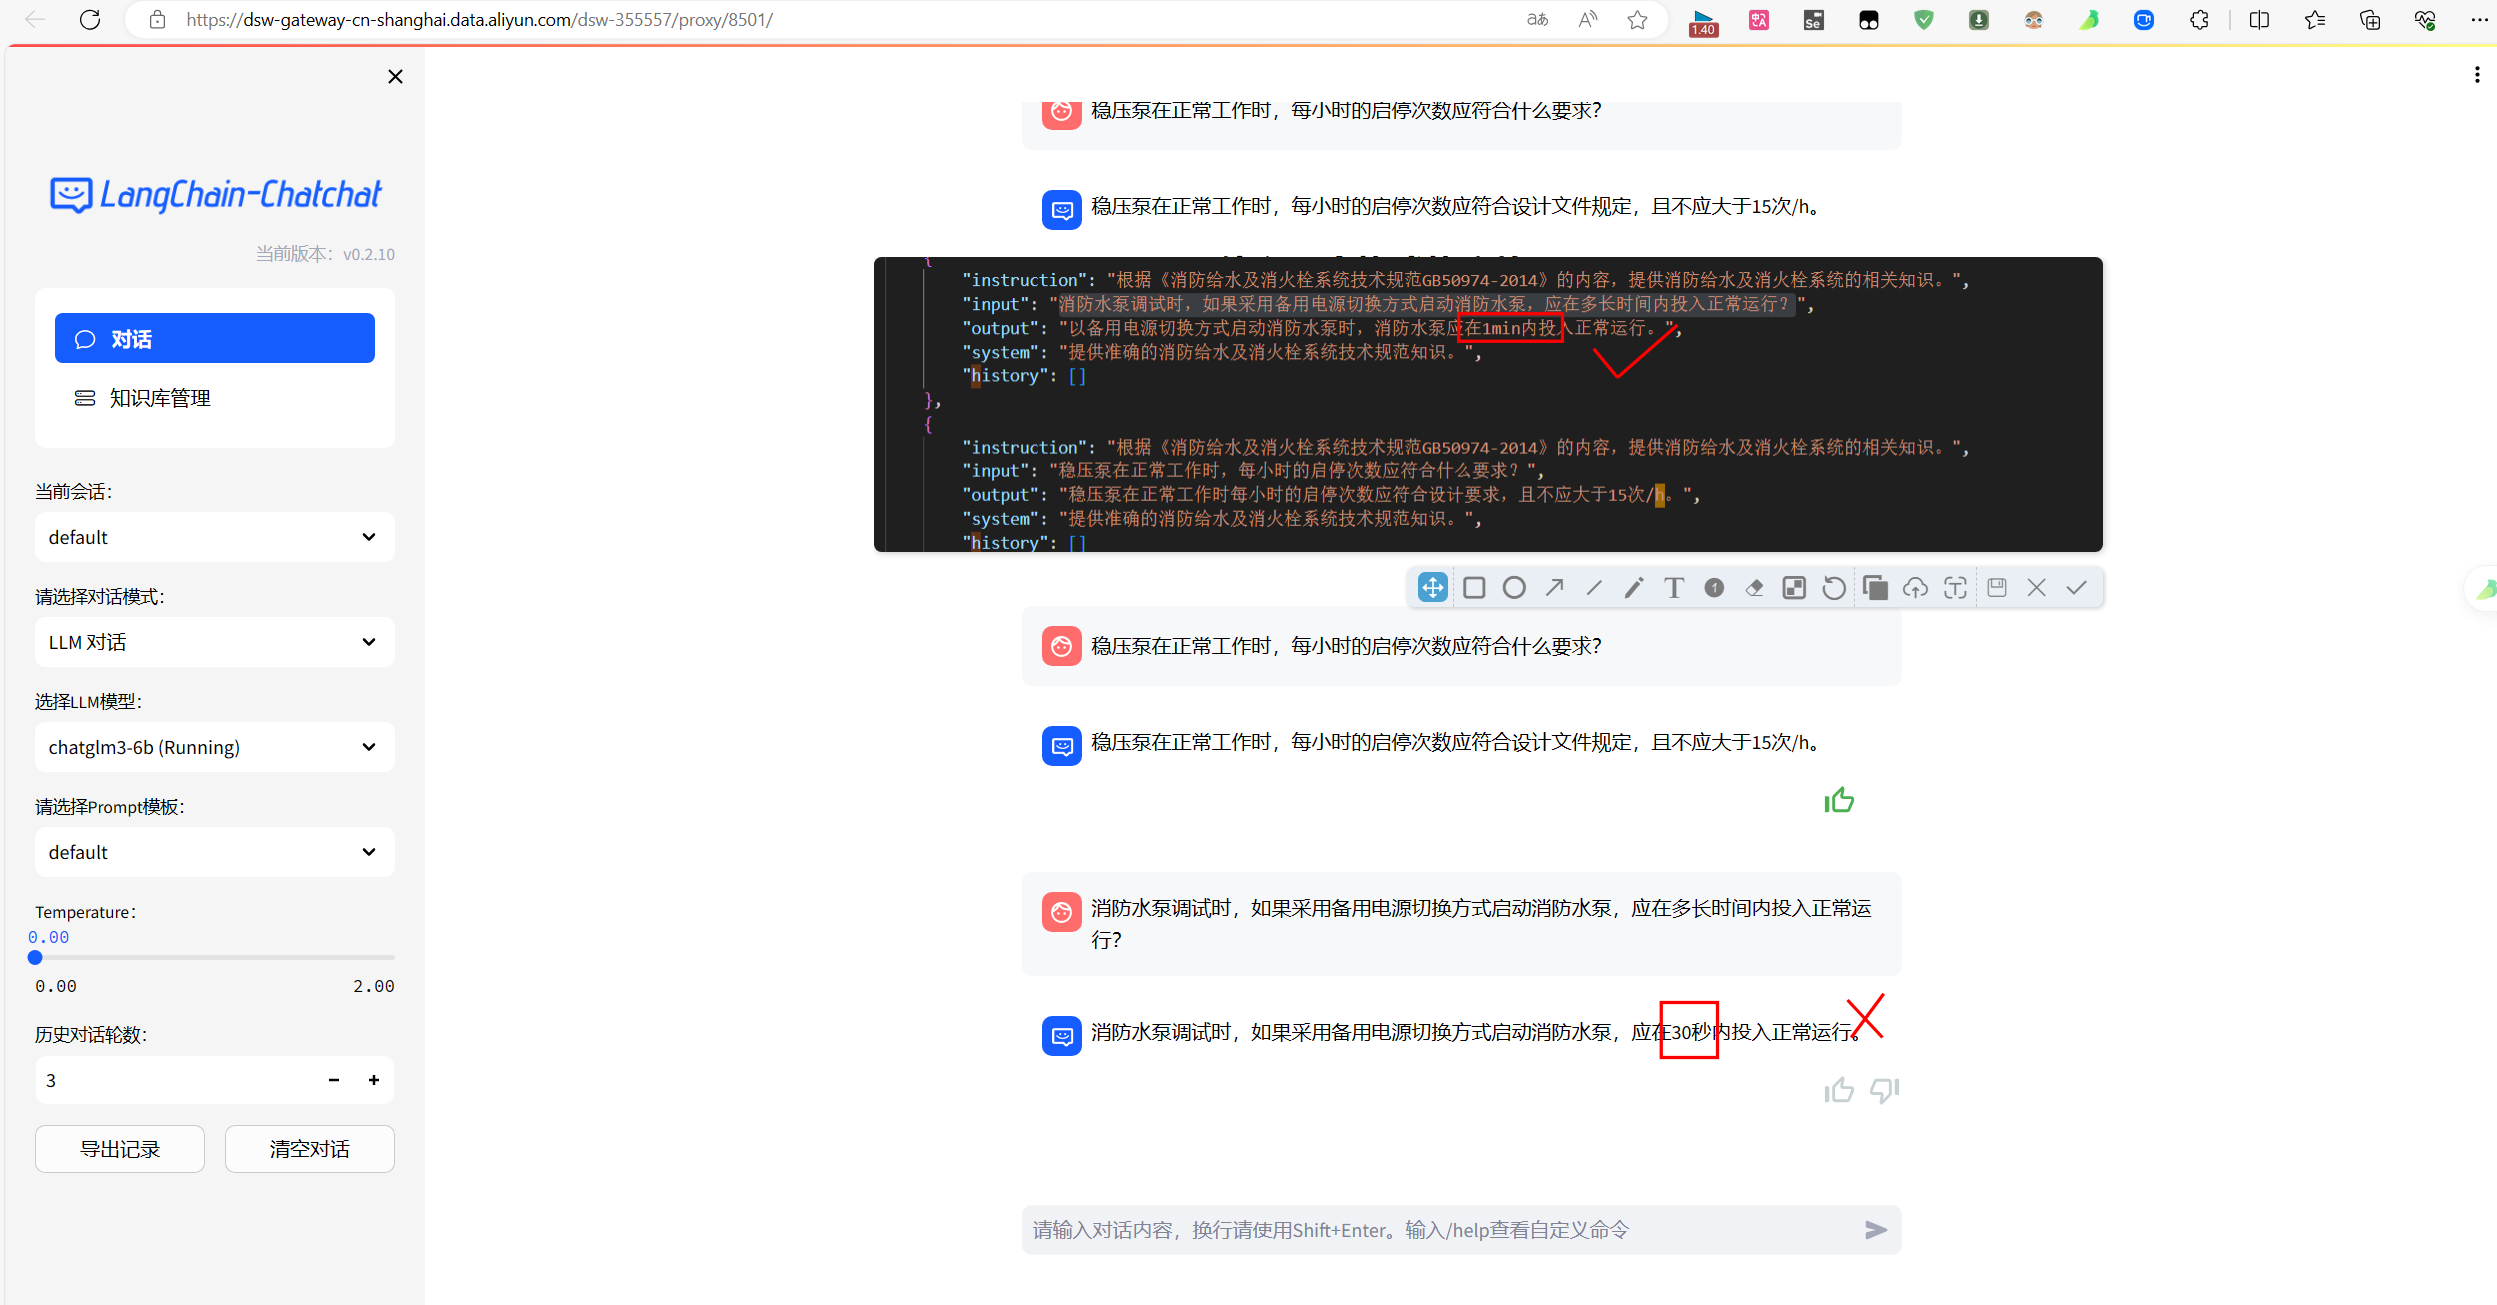 https://dsw-gateway-cn-shanghai.data.aliyun.com/dsw-355557/proxy/8501/
1.40
Se
LangChain-Chatchat
当前版本：v0.2.10
对话
知识库管理
当前会话：
default
请选择对话模式：
LLM 对话
选择LLM模型：
chatglm3-6b (Running)
请选择Prompt模板：
default
Temperature：
0.00
0.00 2.00
历史对话轮数：
3
导出记录 清空对话
稳压泵在正常工作时，每小时的启停次数应符合什么要求？
稳压泵在正常工作时，每小时的启停次数应符合设计文件规定，且不应大于15次/h。
{
"instruction": "根据《消防给水及消火栓系统技术规范GB50974-2014》的内容，提供消防给水及消火栓系统的相关知识。",
"input": "消防水泵调试时，如果采用备用电源切换方式启动消防水泵，应在多长时间内投入正常运行？",
"output": "以备用电源切换方式启动消防水泵时，消防水泵应在1min内投入正常运行。",
"system": "提供准确的消防给水及消火栓系统技术规范知识。",
"history": []
},
{
"instruction": "根据《消防给水及消火栓系统技术规范GB50974-2014》的内容，提供消防给水及消火栓系统的相关知识。",
"input": "稳压泵在正常工作时，每小时的启停次数应符合什么要求？",
"output": "稳压泵在正常工作时每小时的启停次数应符合设计要求，且不应大于15次/h。",
"system": "提供准确的消防给水及消火栓系统技术规范知识。",
"history": []
稳压泵在正常工作时，每小时的启停次数应符合什么要求？
稳压泵在正常工作时，每小时的启停次数应符合设计文件规定，且不应大于15次/h。
消防水泵调试时，如果采用备用电源切换方式启动消防水泵，应在多长时间内投入正常运
行？
消防水泵调试时，如果采用备用电源切换方式启动消防水泵，应在30秒内投入正常运行。
请输入对话内容，换行请使用Shift+Enter。输入/help查看自定义命令